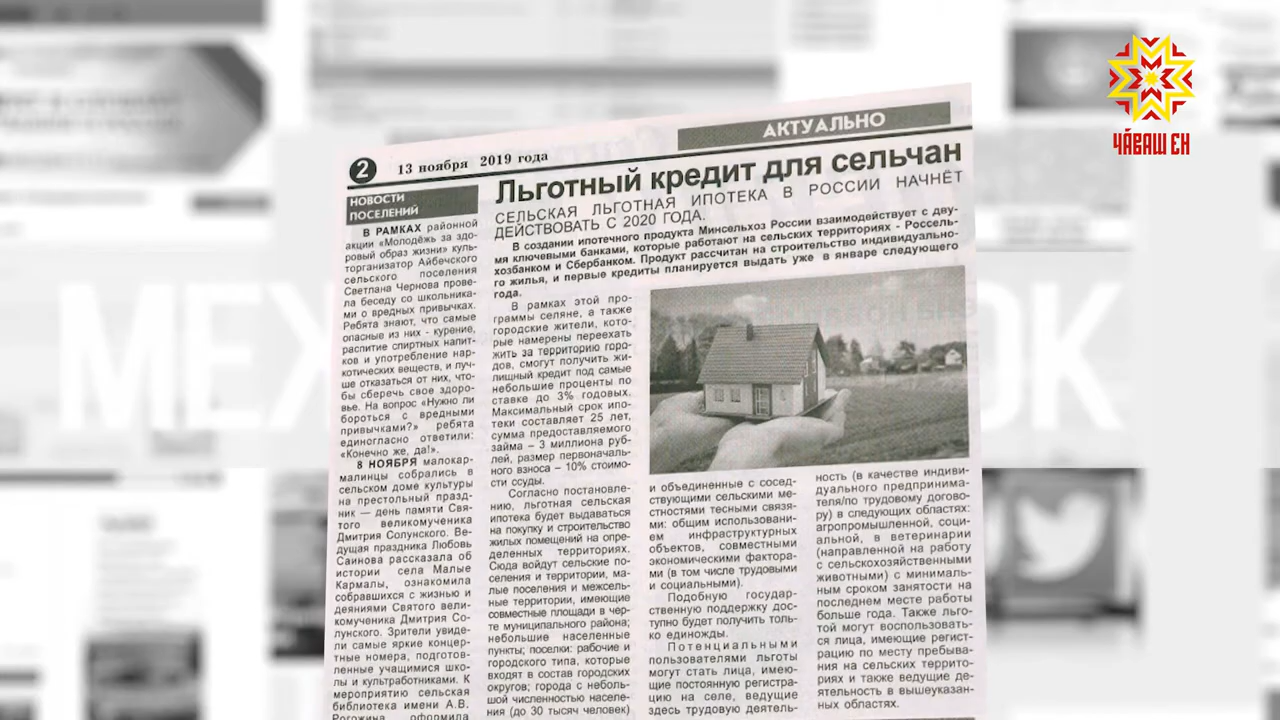 ЧӐВАШ ЕН
АКТУАЛЬНО
2
13 ноября 2019 года
НОВОСТИ
ПОСЕЛЕНИЙ
В РАМКАХ районной
акции «Молодёжь за здо-
ровый образ жизни» куль-
торганизатор Айбечского
сельского поселения
Светлана Чернова прове-
ла беседу со школьника-
ми о вредных привычках.
Ребята знают, что самые
опасные из них - курение,
распитие спиртных напит-
ков и употребление нар-
котических веществ, и луч-
ше отказаться от них, что-
бы сберечь свое здоро-
вье. На вопрос «Нужно ли
бороться с вредными
привычками?» ребята
единогласно ответили:
«Конечно же, да!».
8 НОЯБРЯ малокар-
малинцы собрались в
сельском доме культуры
на престольный празд-
ник — день памяти Свя-
того великомученика
Дмитрия Солунского. Ве-
дущая праздника Любовь
Саинова рассказала об
истории села Малые
Кармалы, ознакомила
собравшихся с жизнью и
деяниями Святого вели-
комученика Дмитрия Со-
лунского. Зрители увиде-
ли самые яркие концер-
тные номера, подготов-
ленные учащимися шко-
лы и культработниками. К
мероприятию сельская
библиотека имени А.В.
Рогожина оформила
Льготный кредит для сельчан
СЕЛЬСКАЯ ЛЬГОТНАЯ ИПОТЕКА В РОССИИ НАЧНЁТ
ДЕЙСТВОВАТЬ С 2020 ГОДА.
В создании ипотечного продукта Минсельхоз России взаимодействует с дву-
мя ключевыми банками, которые работают на сельских территориях - Россель-
хозбанком и Сбербанком. Продукт рассчитан на строительство индивидуально-
го жилья, и первые кредиты планируется выдать уже в январе следующего
года.
В рамках этой про-
граммы селяне, а также
городские жители, кото-
рые намерены переехать
жить за территорию горо-
дов, смогут получить жи-
лищный кредит под самые
небольшие проценты по
ставке до 3% годовых.
Максимальный срок ипо-
теки составляет 25 лет,
сумма предоставляемого
займа – 3 миллиона руб-
лей, размер первоначаль-
ного взноса – 10% стоимо-
сти ссуды.
Согласно постановле-
нию, льготная сельская
ипотека будет выдаваться
на покупку и строительство
жилых помещений на опре-
деленных территориях.
Сюда войдут сельские по-
селения и территории, ма-
лые поселения и межсель-
ные территории, имеющие
совместные площади в чер-
те муниципального района;
небольшие населенные
пункты; поселки: рабочие и
городского типа, которые
входят в состав городских
округов; города с неболь-
шой численностью населе-
ния (до 30 тысяч человек)
и объединенные с сосед-
ствующими сельскими ме-
стностями тесными связя-
ми: общим использовани-
ем инфраструктурных
объектов, совместными
экономическими фактора-
ми (в том числе трудовыми
и социальными).
Подобную государ-
ственную поддержку дос-
тупно будет получить толь-
ко единожды.
Потенциальными
пользователями льготы
могут стать лица, имею-
щие постоянную регистра-
цию на селе, ведущие
здесь трудовую деятель-
ность (в качестве индиви-
дуального предпринима-
теля/по трудовому догово-
ру) в следующих областях:
агропромышленной, соци-
альной, в ветеринарии
(направленной на работу
с сельскохозяйственными
животными) с минималь-
ным сроком занятости на
последнем месте работы
больше года. Также льго-
той могут воспользовать-
ся лица, имеющие регист-
рацию по месту пребыва-
ния на сельских террито-
риях и также ведущие де-
ятельность в вышеуказан-
ных областях.